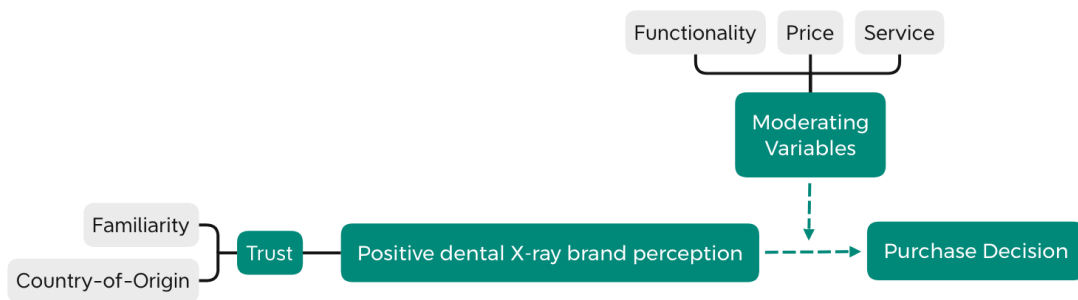 Functionality Price Service
Moderating
Variables
Familiarity
Trust Positive dental X-ray brand perception Purchase Decision
Country-of-Origin